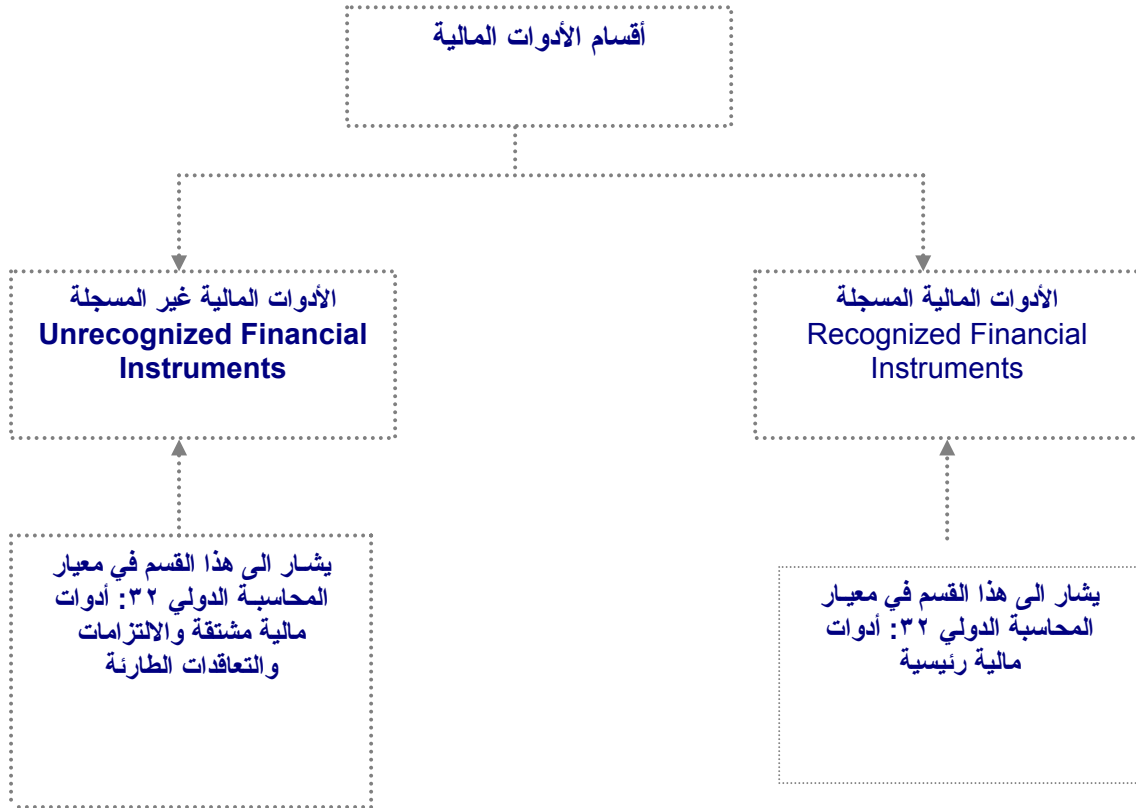 أقسام الأدوات المالية
الأدوات المالية المسجلة
Recognized Financial
Instruments
الأدوات المالية غير المسجلة
Unrecognized Financial
Instruments
يشار الى هذا القسم في معيار
المحاسبة الدولي ٣٢: أدوات
مالية رئيسية
يشار الى هذا القسم في معيار
المحاسبة الدولي ٣٢: أدوات
مالية مشتقة والالتزامات
والتعاقدات الطارئة